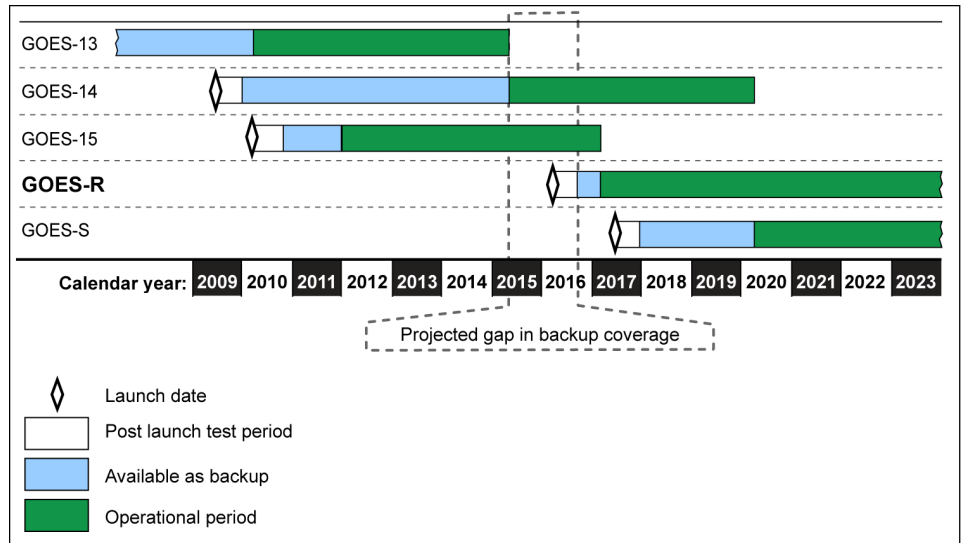 GOES-13
GOES-14
GOES-15
GOES-R
GOES-S
Calendar year: 2009 2010 2011 2012 2013 2014 2015 2016 2017 2018 2019 2020 2021 2022 2023
Projected gap in backup coverage
Launch date
Post launch test period
Available as backup
Operational period